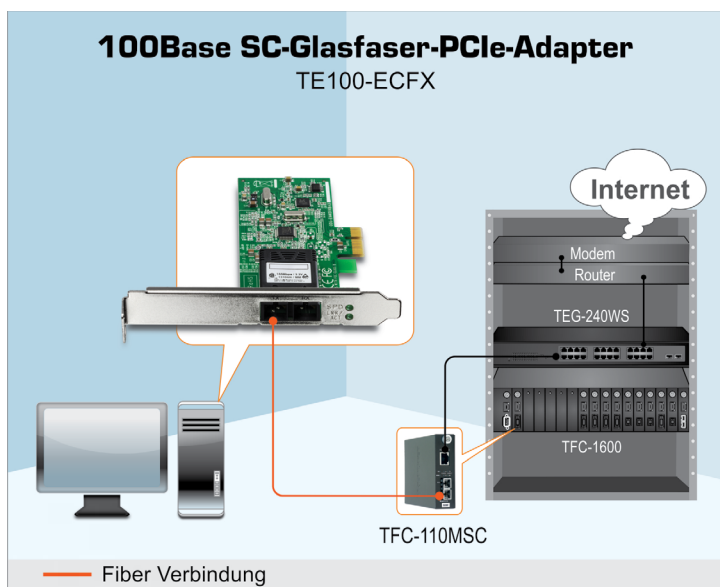 100Base SC-Glasfaser-PCIe-Adapter
TE100-ECFX
Internet
Modem
Router
TEG-240WS
TFC-1600
TFC-110MSC
Fiber Verbindung